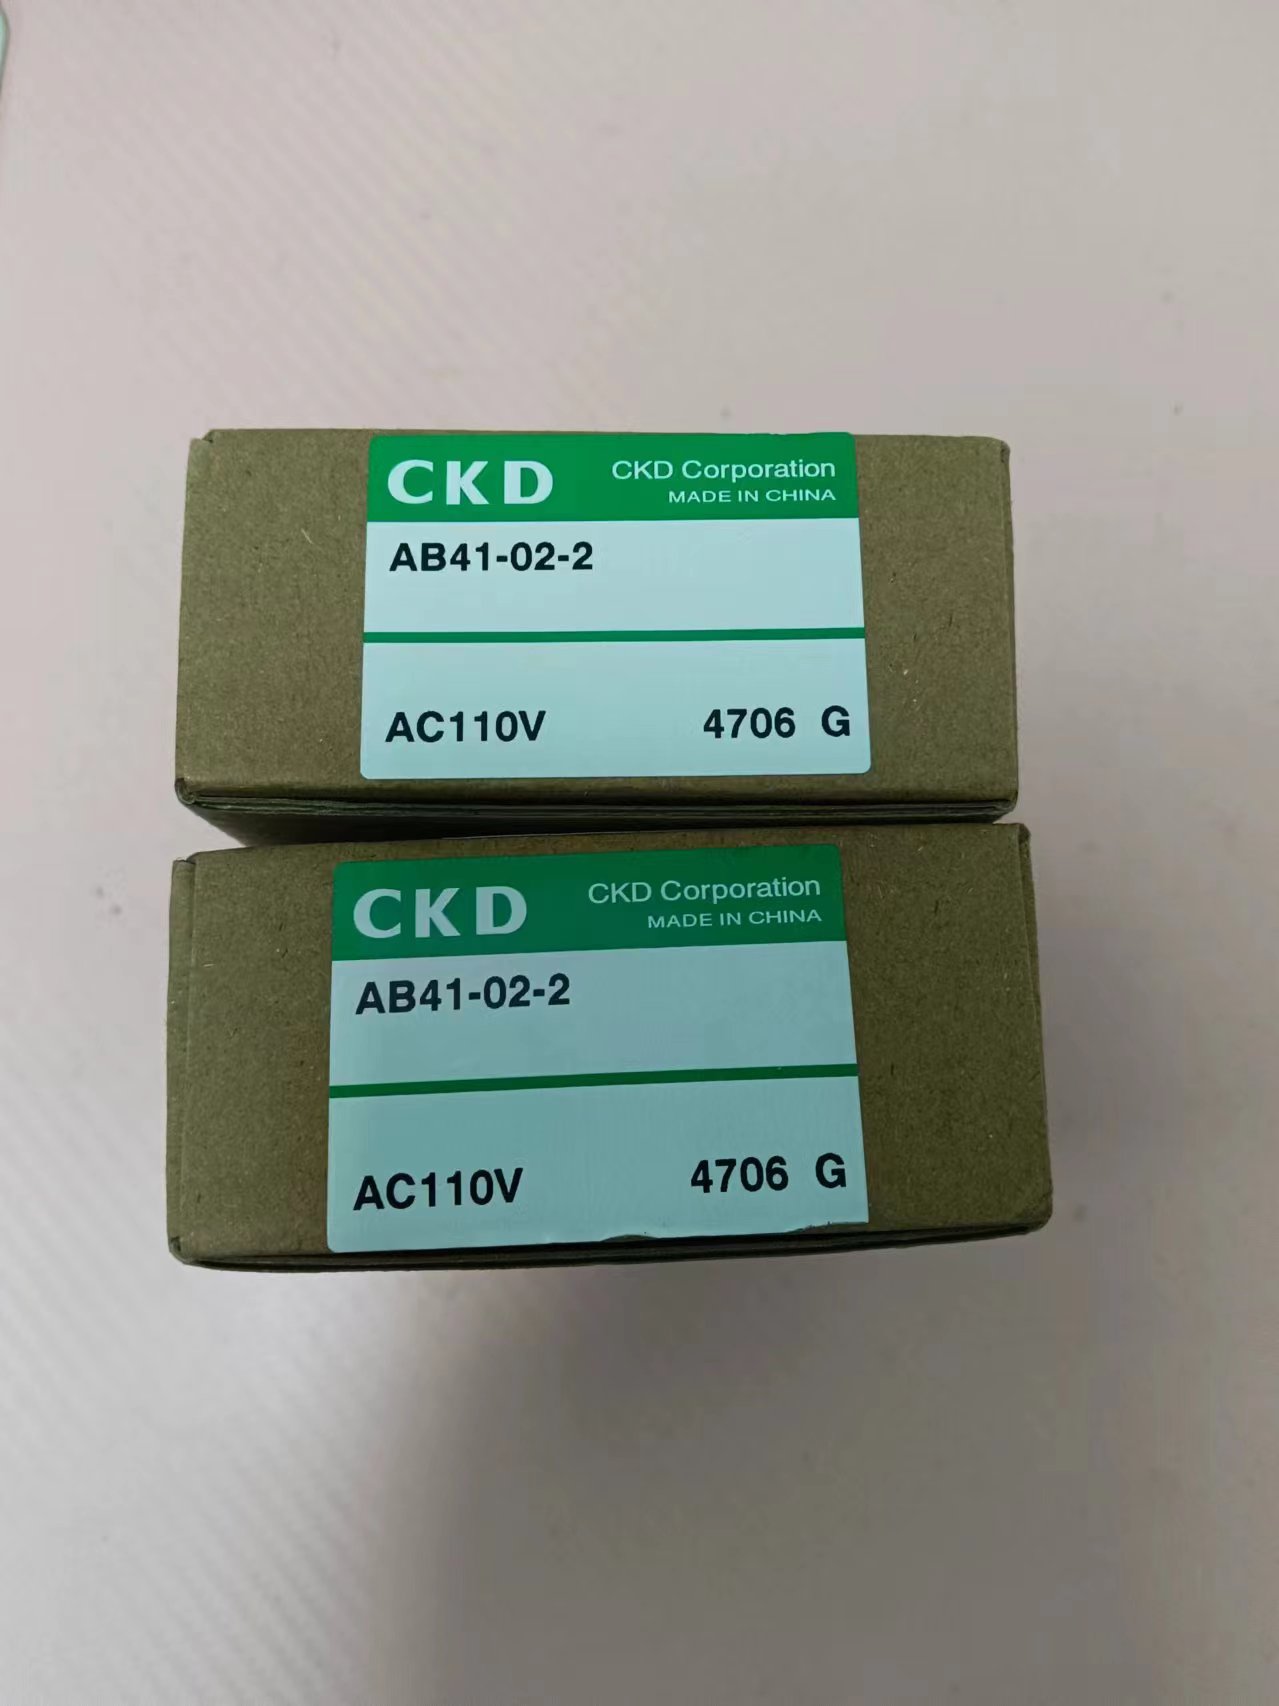 CKD CKD Corporation
MADE IN CHINA
AB41-02-2
AC110V 4706 G
CKD CKD Corporation
MADE IN CHINA
AB41-02-2
AC110V 4706 G